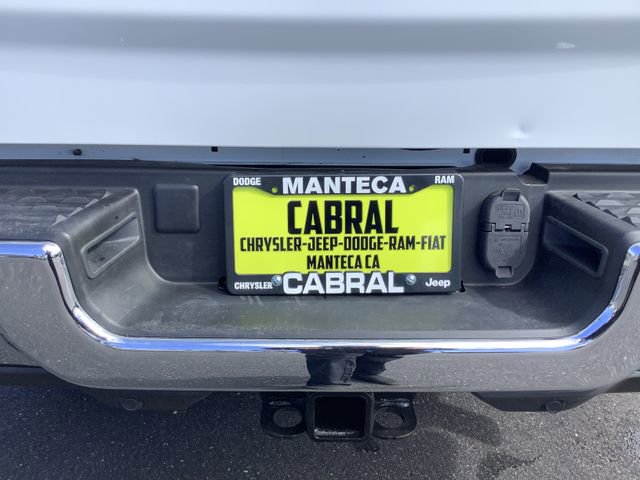 DODGE MANTECA RAM
CABRAL
CHRYSLER-JEEP-DODGE-RAM-FIAT
MANTECA CA
CHRYSLER CABRAL Jeep